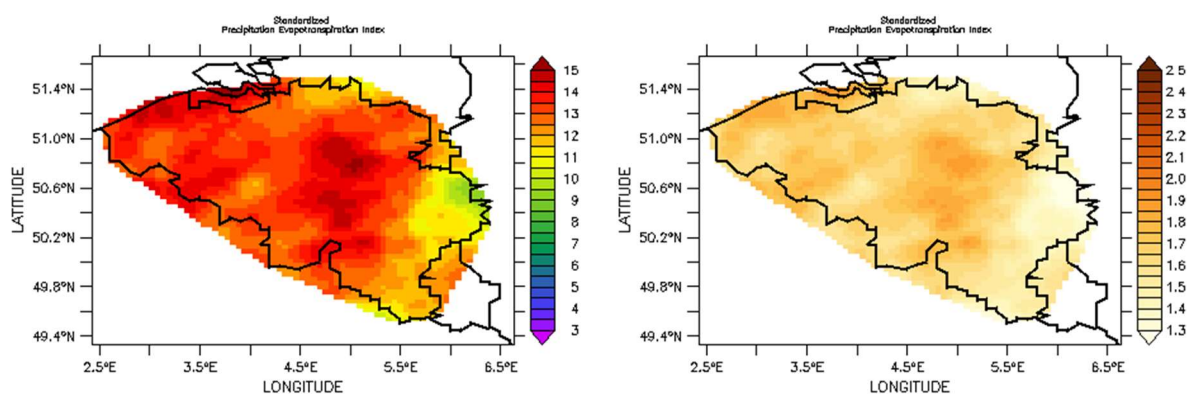 Standardized
Precipitation Evapotranspiration Index
51.4°N
51.0°N
50.6°N
50.2°N
49.8°N
49.4°N
LATITUDE
2.5°E 3.5°E 4.5°E 5.5°E 6.5°E
LONGITUDE
15
14
13
12
11
10
9
8
7
6
5
4
3
Standardized
Precipitation Evapotranspiration Index
51.4°N
51.0°N
50.6°N
50.2°N
49.8°N
49.4°N
LATITUDE
2.5°E 3.5°E 4.5°E 5.5°E 6.5°E
LONGITUDE
2.5
2.4
2.3
2.2
2.1
2.0
1.9
1.8
1.7
1.6
1.5
1.4
1.3